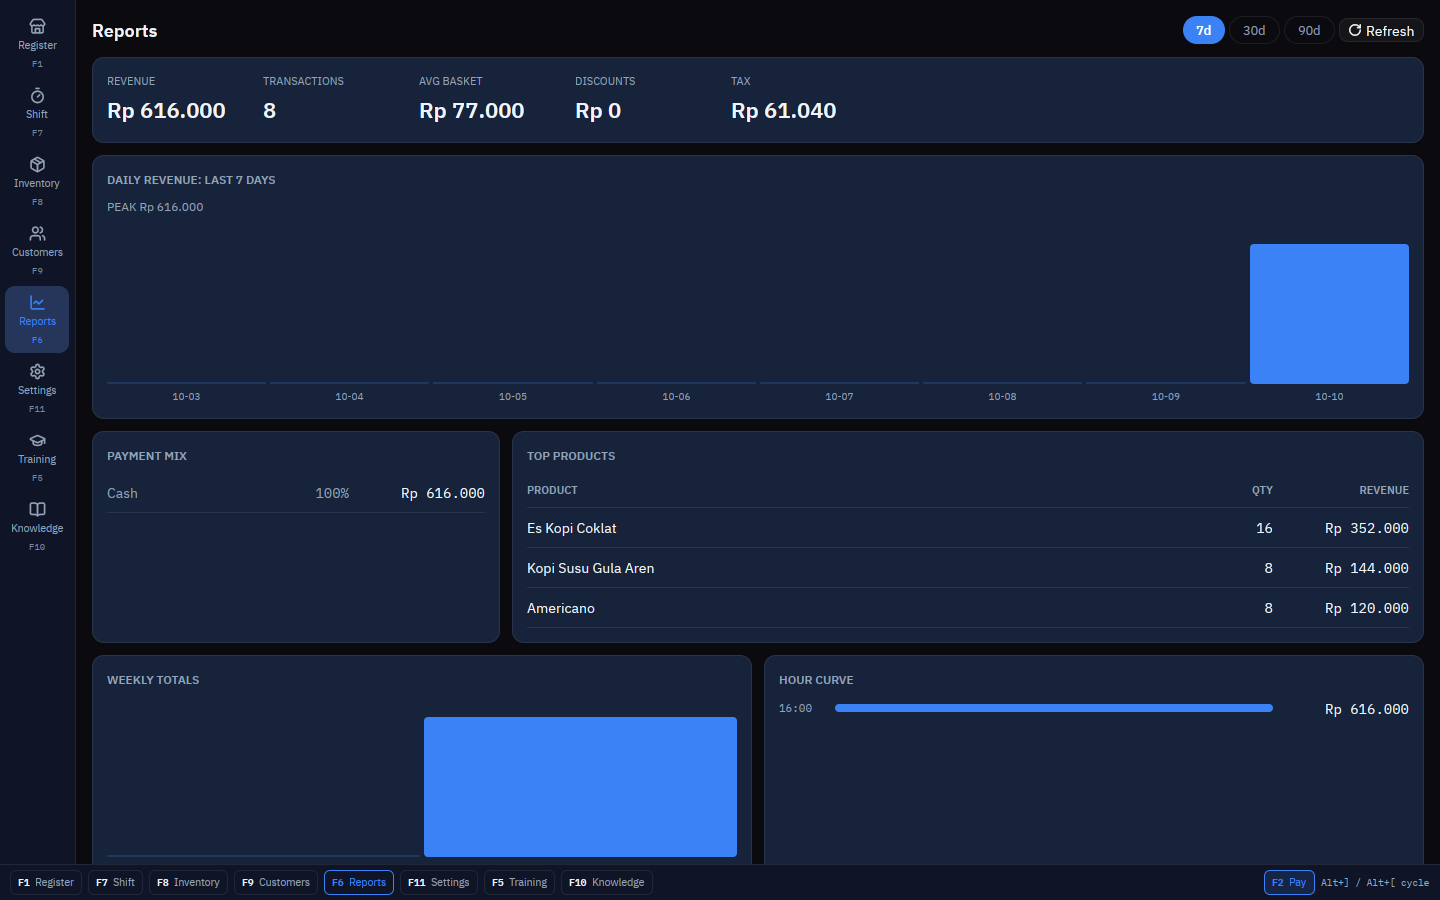 Register
F1
Shift
F7
Inventory
F8
Customers
F9
Reports
F6
Settings
F11
Training
F5
Knowledge
F10
Reports
7d 30d 90d Refresh
REVENUE TRANSACTIONS AVG BASKET DISCOUNTS TAX
Rp 616.000 8 Rp 77.000 Rp 0 Rp 61.040
DAILY REVENUE: LAST 7 DAYS
PEAK Rp 616.000
10-03 10-04 10-05 10-06 10-07 10-08 10-09 10-10
PAYMENT MIX
Cash 100% Rp 616.000
TOP PRODUCTS
PRODUCT QTY REVENUE
Es Kopi Coklat 16 Rp 352.000
Kopi Susu Gula Aren 8 Rp 144.000
Americano 8 Rp 120.000
WEEKLY TOTALS
HOUR CURVE
16:00 Rp 616.000
F1 Register F7 Shift F8 Inventory F9 Customers F6 Reports F11 Settings F5 Training F10 Knowledge F2 Pay Alt+] / Alt+[ cycle